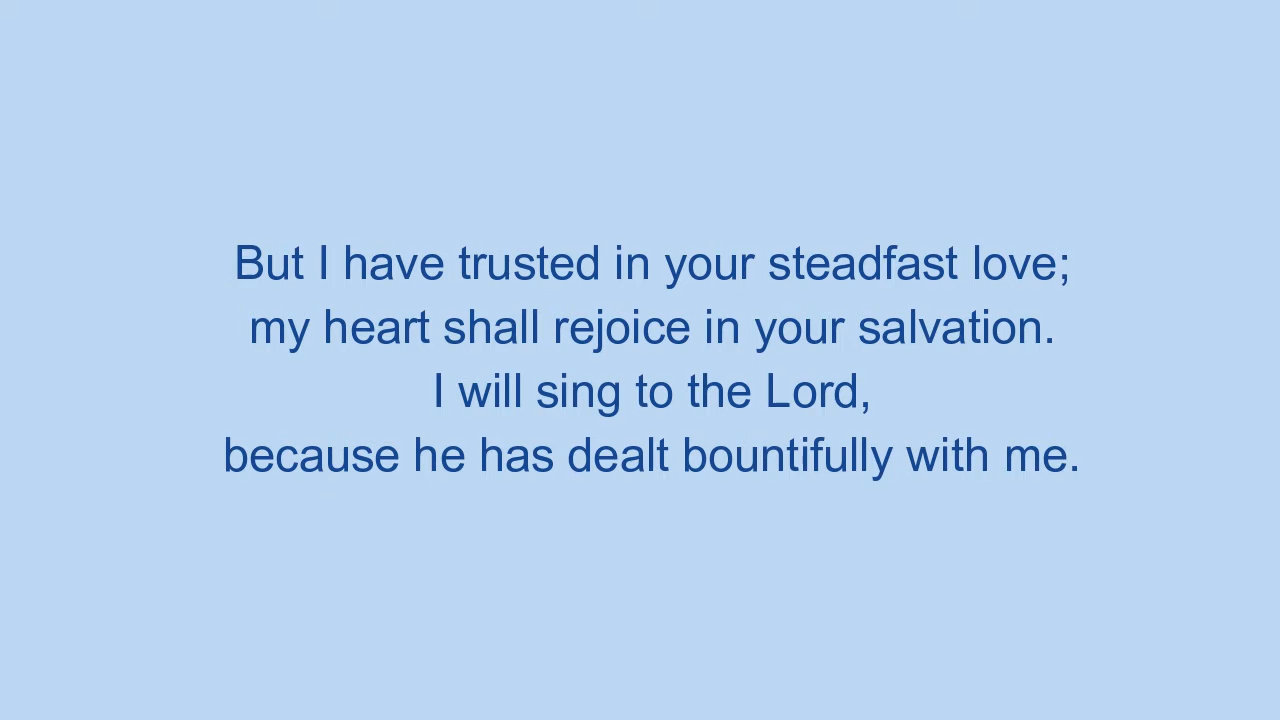 But I have trusted in your steadfast love;
my heart shall rejoice in your salvation.
I will sing to the Lord,
because he has dealt bountifully with me.